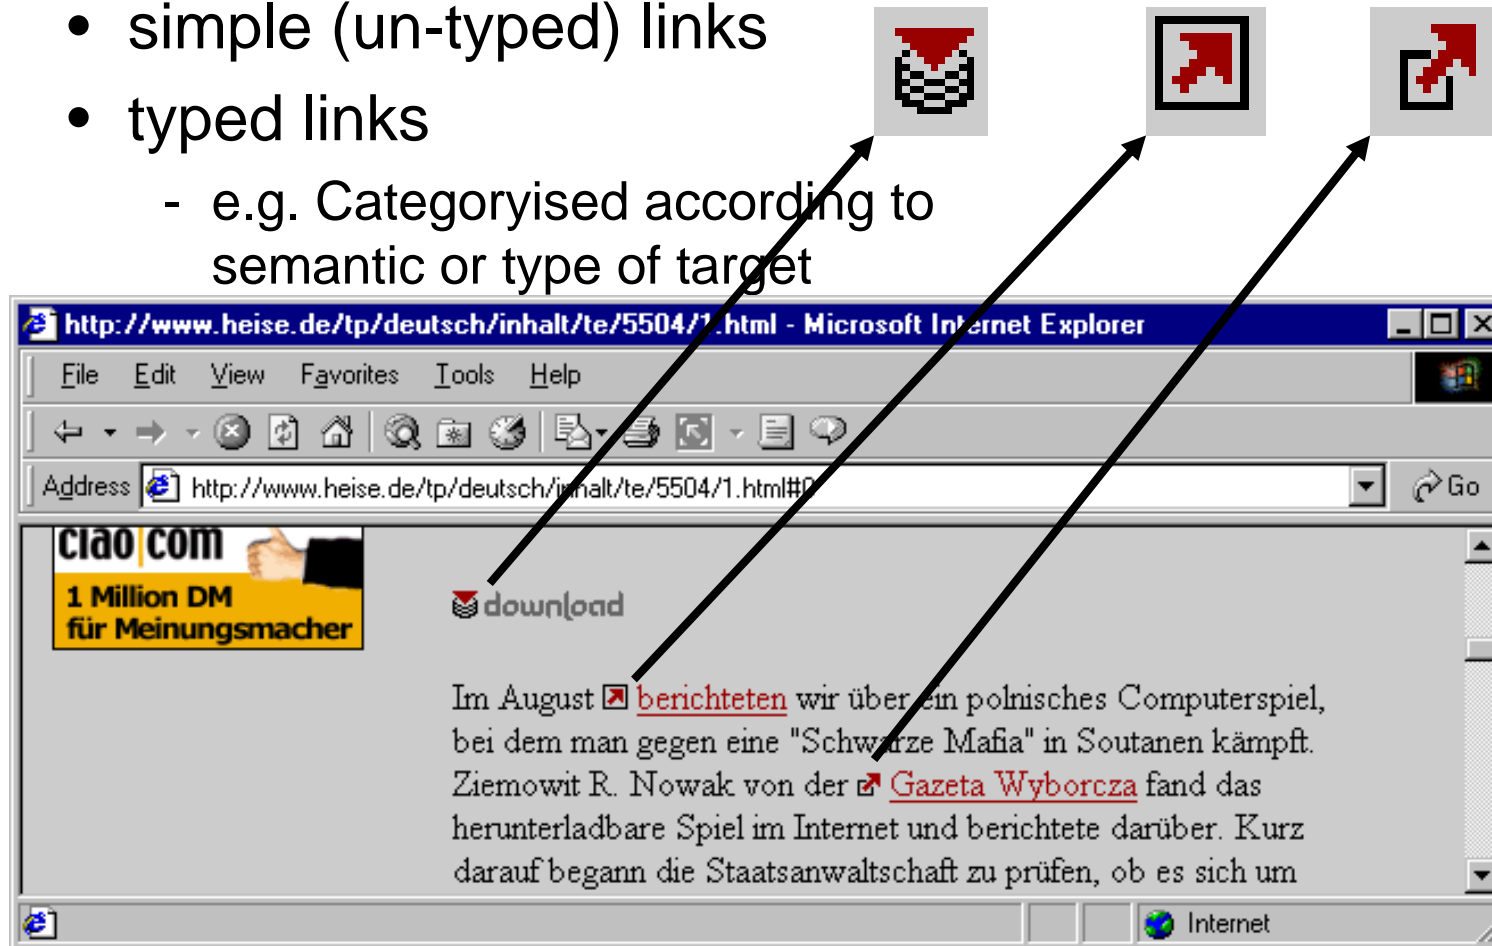 • simple (un-typed) links
• typed links
- e.g. Categoryised according to
semantic or type of target
http://www.heise.de/tp/deutsch/inhalt/te/5504/1.html - Microsoft Internet Explorer
File Edit View Favorites Tools Help
Address http://www.heise.de/tp/deutsch/inhalt/te/5504/1.html#0 Go
ciao com
1 Million DM
für Meinungsmacher
download
Im August berichteten wir über ein polnisches Computerspiel,
bei dem man gegen eine "Schwarze Mafia" in Soutanen kämpft.
Ziemowit R. Nowak von der Gazeta Wyborcza fand das
herunterladbare Spiel im Internet und berichtete darüber. Kurz
darauf begann die Staatsanwaltschaft zu prüfen, ob es sich um
Internet